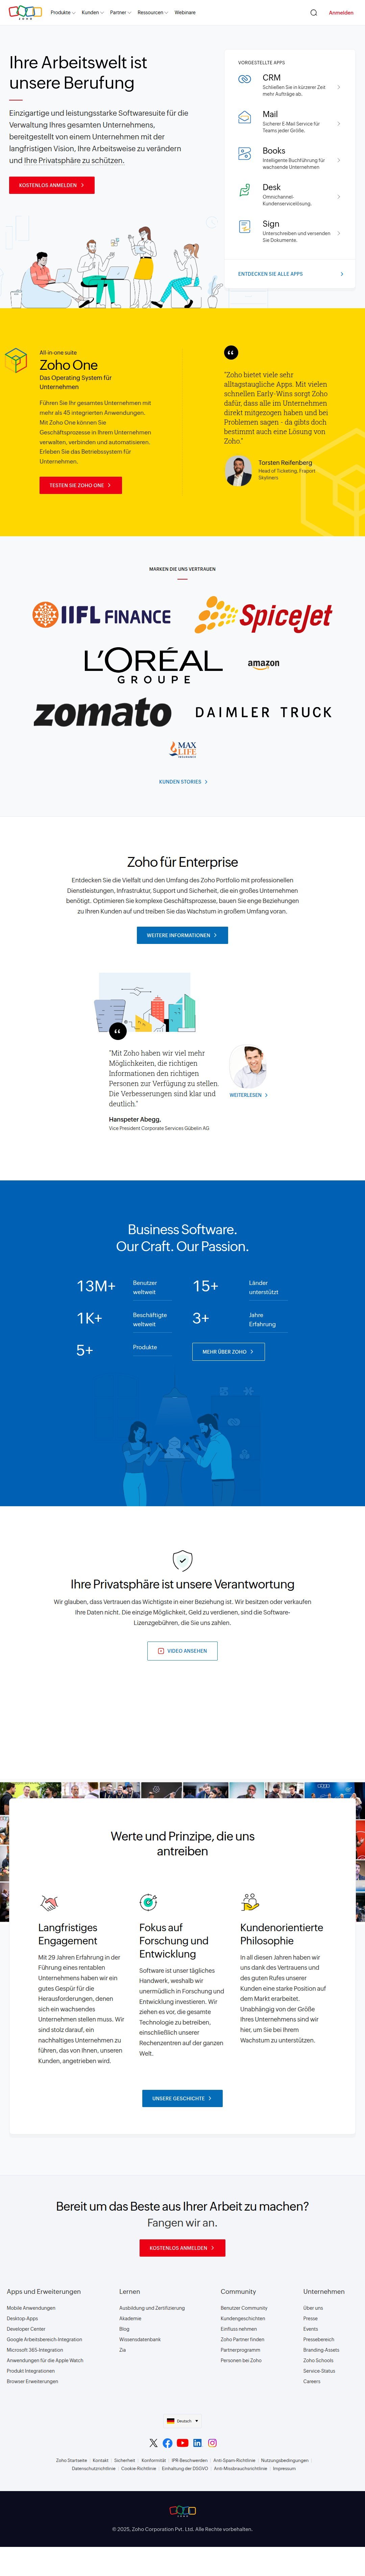 ZOHO
Produkte
Kunden
Partner
Ressourcen
Webinare
Anmelden
Ihre Arbeitswelt ist
unsere Berufung
Einzigartige und leistungsstarke Softwaresuite für die
Verwaltung Ihres gesamten Unternehmens,
bereitgestellt von einem Unternehmen mit der
langfristigen Vision, Ihre Arbeitsweise zu verändern
und Ihre Privatsphäre zu schützen.
KOSTENLOS ANMELDEN
VORGESTELLTE APPS
CRM
Schließen Sie in kürzerer Zeit
mehr Aufträge ab.
Mail
Sicherer E-Mail Service für
Teams jeder Größe.
Books
Inteligente Buchführung für
wachsende Unternehmen
Desk
Omnichannel-
Kundenservicelösung.
Sign
Unterschreiben und versenden
Sie Dokumente.
ENTDECKEN SIE ALLE APPS
All-in-one suite
Zoho One
Das Operating System für
Unternehmen
Führen Sie Ihr gesamtes Unternehmen mit
mehr als 45 integrierten Anwendungen.
Mit Zoho One können Sie
Geschäftsprozesse in Ihrem Unternehmen
verwalten, verbinden und automatisieren.
Erleben Sie das Betriebssystem für
Unternehmen.
TESTEN SIE ZOHO ONE
"Zoho bietet viele sehr
alltagstaugliche Apps. Mit vielen
schnellen Early-Wins sorgt Zoho
dafür, dass alle im Unternehmen
direkt mitgezogen haben und bei
Problemen sagen - da gibts doch
bestimmt auch eine Lösung von
Zoho."
Torsten Reifenberg
Head of Ticketing, Fraport
Skyliners
MARKEN DIE UNS VERTRAUEN
IIFL FINANCE
SpiceJet
L'ORÉAL
GROUPE
amazon
zomato
DAIMLER TRUCK
MAX
LIFE
INSURANCE
KUNDEN STORIES
Zoho für Enterprise
Entdecken Sie die Vielfalt und den Umfang des Zoho Portfolio mit professionellen
Dienstleistungen, Infrastruktur, Support und Sicherheit, die ein großes Unternehmen
benötigt. Optimieren Sie komplexe Geschäftsprozesse, bauen Sie enge Beziehungen
zu Ihren Kunden auf und treiben Sie das Wachstum in großem Umfang voran.
WEITERE INFORMATIONEN
"Mit Zoho haben wir viel mehr
Möglichkeiten, die richtigen
Informationen den richtigen
Personen zur Verfügung zu stellen.
Die Verbesserungen sind klar und
deutlich."
Hanspeter Abegg,
Vice President Corporate Services Gübelin AG
WEITERLESEN
Business Software.
Our Craft. Our Passion.
13M+
Benutzer
weltweit
15+
Länder
unterstützt
1K+
Beschäftigte
weltweit
3+
Jahre
Erfahrung
5+
Produkte
MEHR ÜBER ZOHO
Ihre Privatsphäre ist unsere Verantwortung
Wir glauben, dass Vertrauen das Wichtigste in einer Beziehung ist. Wir besitzen oder verkaufen
Ihre Daten nicht. Die einzige Möglichkeit, Geld zu verdienen, sind die Software-
Lizenzgebühren, die Sie uns zahlen.
VIDEO ANSEHEN
Werte und Prinzipe, die uns
antreiben
Langfristiges
Engagement
Mit 29 Jahren Erfahrung in der
Führung eines rentablen
Unternehmens haben wir ein
gutes Gespür für die
Herausforderungen, denen
sich ein wachsendes
Unternehmen stellen muss. Wir
sind stolz darauf, ein
nachhaltiges Unternehmen zu
führen, das von Ihnen, unseren
Kunden, angetrieben wird.
Fokus auf
Forschung und
Entwicklung
Software ist unser tägliches
Handwerk, weshalb wir
unermüdlich in Forschung und
Entwicklung investieren. Wir
ziehen es vor, die gesamte
Technologie zu betreiben,
einschließlich unserer
Rechenzentren auf der ganzen
Welt.
Kundenorientierte
Philosophie
In all diesen Jahren haben wir
uns dank des Vertrauens und
des guten Rufes unserer
Kunden eine starke Position auf
dem Markt erarbeitet.
Unabhängig von der Größe
Ihres Unternehmens sind wir
hier, um Sie bei Ihrem
Wachstum zu unterstützen.
UNSERE GESCHICHTE
Bereit um das Beste aus Ihrer Arbeit zu machen?
Fangen wir an.
KOSTENLOS ANMELDEN
Apps und Erweiterungen
Mobile Anwendungen
Desktop-Apps
Developer Center
Google Arbeitsbereich-Integration
Microsoft 365-Integration
Anwendungen für die Apple Watch
Produkt Integrationen
Browser Erweiterungen
Lernen
Ausbildung und Zertifizierung
Akademie
Blog
Wissensdatenbank
Zia
Community
Benutzer Community
Kundengeschichten
Einfluss nehmen
Zoho Partner finden
Partnerprogramm
Personen bei Zoho
Unternehmen
Über uns
Presse
Events
Pressebereich
Branding-Assets
Zoho Schools
Service-Status
Careers
Deutsch
Zoho Startseite
Kontakt
Sicherheit
Konformität
IPR-Beschwerden
Anti-Spam-Richtlinie
Nutzungsbedingungen
Datenschutzrichtlinie
Cookie-Richtlinie
Einhaltung der DSGVO
Anti-Missbrauchsrichtlinie
Impressum
ZOHO
© 2025, Zoho Corporation Pvt. Ltd. Alle Rechte vorbehalten.